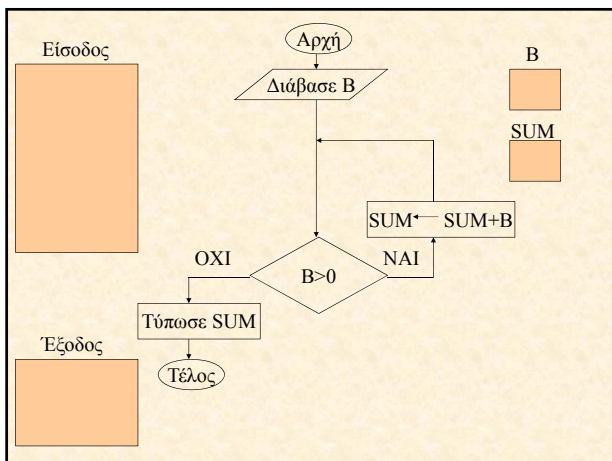 Είσοδος
Αρχή
Διάβασε Β
Β
SUM
SUM ← SUM+B
ΟΧΙ
B>0
ΝΑΙ
Τύπωσε SUM
Έξοδος
Τέλος